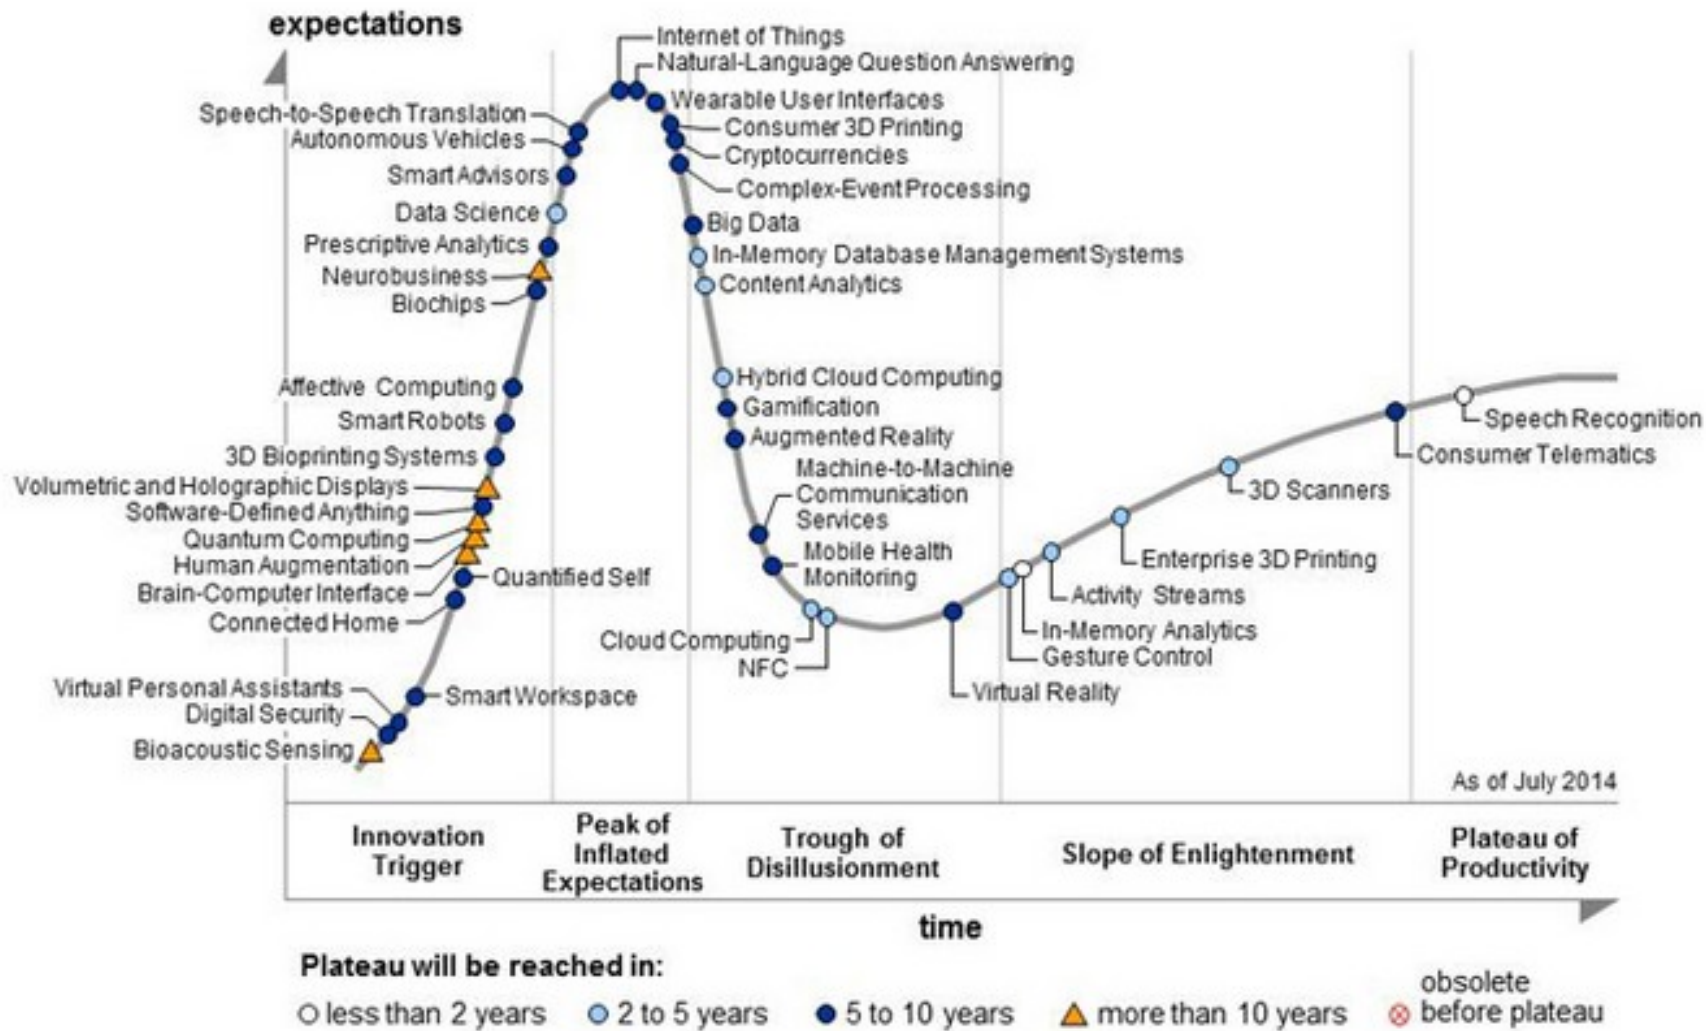 expectations
Internet of Things
Natural-Language Question Answering
Wearable User Interfaces
Speech-to-Speech Translation
Consumer 3D Printing
Autonomous Vehicles
Cryptocurrencies
Smart Advisors
Complex-Event Processing
Data Science
Big Data
Prescriptive Analytics
In-Memory Database Management Systems
Neurobusiness
Content Analytics
Biochips
Hybrid Cloud Computing
Affective Computing
Gamification
Smart Robots
Augmented Reality
3D Bioprinting Systems
Machine-to-Machine
Communication
Services
Volumetric and Holographic Displays
Software-Defined Anything
Quantum Computing
Human Augmentation
Brain-Computer Interface
Connected Home
Quantified Self
Mobile Health
Monitoring
Cloud Computing
NFC
Virtual Personal Assistants
Digital Security
Bioacoustic Sensing
Smart Workspace
Virtual Reality
Gesture Control
In-Memory Analytics
Activity Streams
Enterprise 3D Printing
3D Scanners
Consumer Telematics
Speech Recognition
As of July 2014
Innovation
Trigger
Peak of
Inflated
Expectations
Trough of
Disillusionment
Slope of Enlightenment
Plateau of
Productivity
time
Plateau will be reached in:
less than 2 years
2 to 5 years
5 to 10 years
more than 10 years
obsolete
before plateau